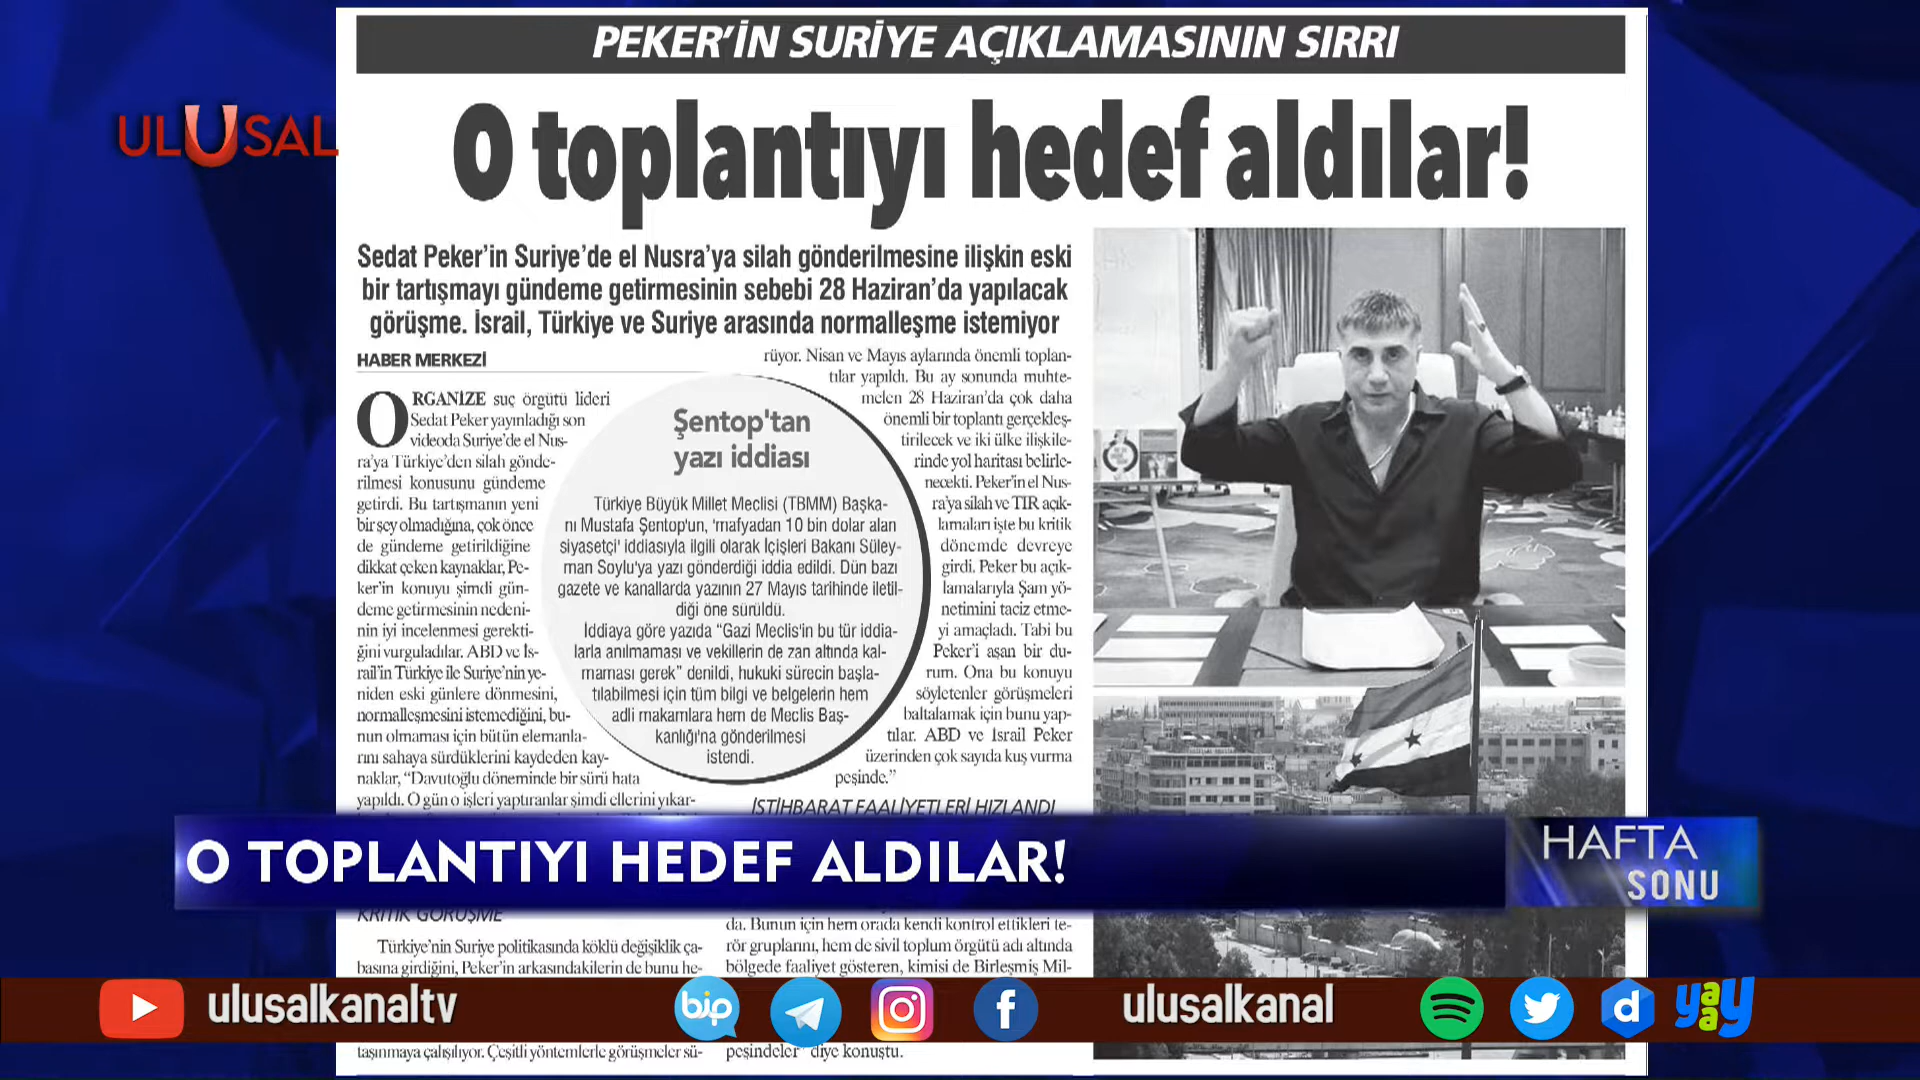 PEKER’İN SURİYE AÇIKLAMASININ SIRRI
ULUSAL
O toplantıyı hedef aldılar!
Sedat Peker’in Suriye’de el Nusra’ya silah gönderilmesine ilişkin eski
bir tartışmayı gündeme getirmesinin sebebi 28 Haziran’da yapılacak
görüşme. İsrail, Türkiye ve Suriye arasında normalleşme istemiyor
HABER MERKEZİ
ORGANİZE suç örgütü lideri
Sedat Peker yayınladığı son
videoda Suriye’de el Nus-
ra’ya Türkiye’den silah gönde-
rilmesi konusunu gündeme
getirdi. Bu tartışmanın yeni
bir şey olmadığına, çok önce
de gündeme getirildiğine
dikkat çeken kaynaklar, Pe-
ker’in konuyu şimdi gün-
deme getirmesinin nedeni-
nin iyi incelenmesi gerekti-
ğini vurguladılar. ABD ve İs-
rail’in Türkiye ile Suriye’nin ye-
niden eski günlere dönmesini,
normalleşmesini istemediğini, bu-
nun olmaması için bütün elemanla-
rını sahaya sürdüklerini kaydeden kay-
naklar, “Davutoğlu döneminde bir sürü hata
yapıldı. O gün o işleri yaptıranlar şimdi ellerini yıkar-
KRİTİK GÖRÜŞME
Türkiye’nin Suriye politikasında köklü değişiklik ça-
basına girdiğini, Peker’in arkasındakilerin de bunu he-
taşınmaya çalışılıyor. Çeşitli yöntemlerle görüşmeler sü-
Şentop'tan
yazı iddiası
Türkiye Büyük Millet Meclisi (TBMM) Başka-
nı Mustafa Şentop'un, 'mafyadan 10 bin dolar alan
siyasetçi' iddiasıyla ilgili olarak İçişleri Bakanı Süley-
man Soylu'ya yazı gönderdiği iddia edildi. Dün bazı
gazete ve kanallarda yazının 27 Mayıs tarihinde iletil-
diği öne sürüldü.
İddiaya göre yazıda “Gazi Meclis'in bu tür iddia-
larla anılmaması ve vekillerin de zan altında kal-
maması gerek” denildi, hukuki sürecin başla-
tılabilmesi için tüm bilgi ve belgelerin hem
adli makamlara hem de Meclis Baş-
kanlığı'na gönderilmesi
istendi.
rüyor. Nisan ve Mayıs aylarında önemli toplan-
tılar yapıldı. Bu ay sonunda muhte-
melen 28 Haziran’da çok daha
önemli bir toplantı gerçekleş-
tirilecek ve iki ülke ilişkile-
rinde yol haritası belirle-
necekti. Peker’in el Nus-
ra’ya silah ve TIR açık-
lamaları işte bu kritik
dönemde devreye
girdi. Peker bu açık-
lamalarıyla Şam yö-
netimini taciz etme-
yi amaçladı. Tabi bu
Peker’i aşan bir du-
rum. Ona bu konuyu
söyletenler görüşmeleri
baltalamak için bunu yap-
tılar. ABD ve İsrail Peker
üzerinden çok sayıda kuş vurma
peşinde.”
İSTİHBARAT FAALİYETLERİ HIZLANDI
da. Bunun için hem orada kendi kontrol ettikleri te-
rör gruplarını, hem de sivil toplum örgütü adı altında
bölgede faaliyet gösteren, kimisi de Birleşmiş Mil-
peşindeler” diye konuştu.
O TOPLANTIYI HEDEF ALDILAR!
HAFTA
SONU
ulusalkanaltv
bip
ulusalkanal
d
yaay